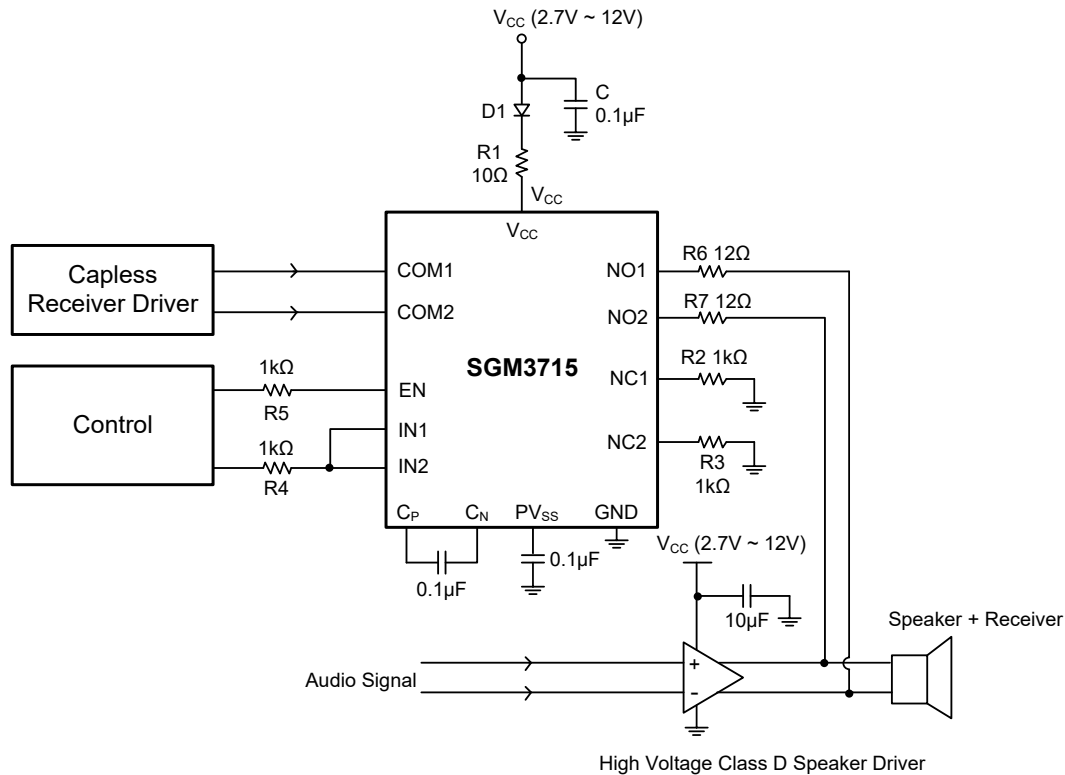 VCC (2.7V ~ 12V)
C
0.1µF
D1
R1
10Ω
VCC
VCC
Capless
Receiver Driver
COM1
COM2
NO1
NO2
R6 12Ω
R7 12Ω
R2 1kΩ
SGM3715
NC1
Control
1kΩ
R5
EN
IN1
1kΩ
R4
IN2
NC2
R3
1kΩ
CP
CN
PVSS
GND
0.1µF
0.1µF
VCC (2.7V ~ 12V)
10µF
Speaker + Receiver
Audio Signal
+
-
High Voltage Class D Speaker Driver